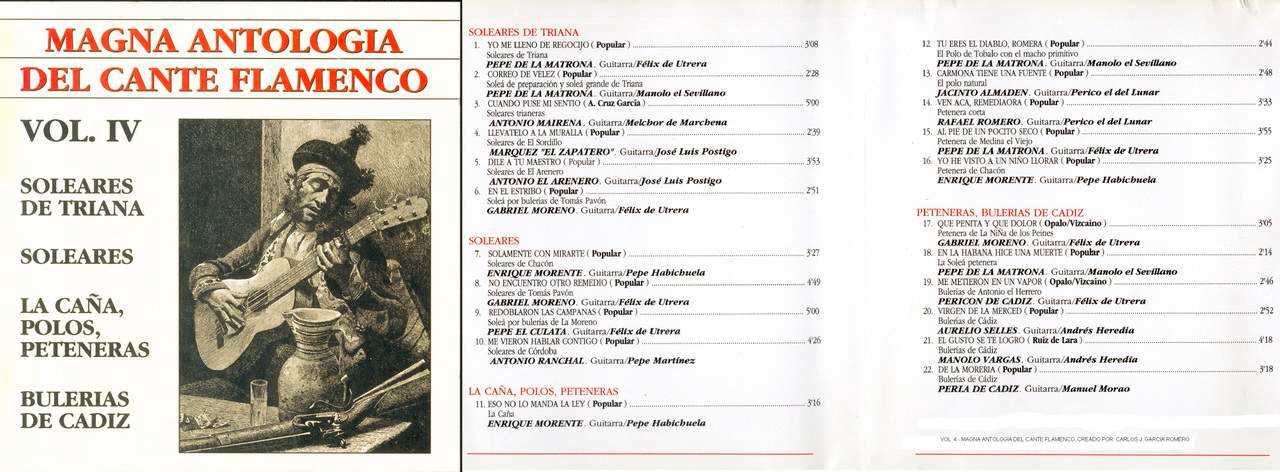 MAGNA ANTOLOGIA
DEL CANTE FLAMENCO
VOL. IV
SOLEARES
DE TRIANA
SOLEARES
LA CAÑA,
POLOS,
PETENERAS
BULERIAS
DE CADIZ
SOLEARES DE TRIANA
1. YO ME LLENO DE REGOCIJO ( Popular ) 3'08
Soleares de Triana
PEPE DE LA MATRONA. Guitarra/Félix de Utrera
2. CORREO DE VELEZ ( Popular ) 2'28
Soleá de preparación y soleá grande de Triana
PEPE DE LA MATRONA. Guitarra/Manolo el Sevillano
3. CUANDO PUSE MI SENTIO ( A. Cruz García ) 5'00
Soleares trianeras
ANTONIO MAIRENA. Guitarra/Melchor de Marchena
4. LLEVATELO A LA MURALLA ( Popular ) 2'39
Soleares de El Sordillo
MARQUEZ "EL ZAPATERO". Guitarra/José Luis Postigo
5. DILE A TU MAESTRO ( Popular ) 3'53
Soleares de El Arenero
ANTONIO EL ARENERO. Guitarra/José Luis Postigo
6. EN EL ESTRIBO ( Popular ) 2'51
Soleá por bulerías de Tomás Pavón
GABRIEL MORENO. Guitarra/Félix de Utrera
SOLEARES
7. SOLAMENTE CON MIRARTE ( Popular ) 3'27
Soleares de Chacón
ENRIQUE MORENTE. Guitarra/Pepe Habichuela
8. NO ENCUENTRO OTRO REMEDIO ( Popular ) 4'49
Soleares de Tomás Pavón
GABRIEL MORENO. Guitarra/Félix de Utrera
9. REDOBLARON LAS CAMPANAS ( Popular ) 5'00
Soleá por bulerías de La Moreno
PEPE EL CULATA. Guitarra/Félix de Utrera
10. ME VIERON HABLAR CONTIGO ( Popular ) 4'26
Soleares de Córdoba
ANTONIO RANCHAL. Guitarra/Pepe Martínez
LA CAÑA, POLOS, PETENERAS
11. ESO NO LO MANDA LA LEY ( Popular ) 3'16
La Caña
ENRIQUE MORENTE. Guitarra/Pepe Habichuela
12. TU ERES EL DIABLO, ROMERA ( Popular ) 2'44
El Polo de Tobalo con el macho primitivo
PEPE DE LA MATRONA. Guitarra/Manolo el Sevillano
13. CARMONA TIENE UNA FUENTE ( Popular ) 2'48
El polo natural
JACINTO ALMADEN. Guitarra/Perico el del Lunar
14. VEN ACA, REMEDIAORA ( Popular ) 3'33
Petenera corta
RAFAEL ROMERO. Guitarra/Perico el del Lunar
15. AL PIE DE UN POCITO SECO ( Popular ) 3'55
Petenera de Medina el Viejo
PEPE DE LA MATRONA. Guitarra/Félix de Utrera
16. YO HE VISTO A UN NIÑO LLORAR ( Popular ) 3'25
Petenera de Chacón
ENRIQUE MORENTE. Guitarra/Pepe Habichuela
PETENERAS, BULERIAS DE CADIZ
17. QUE PENITA Y QUE DOLOR ( Opalo/Vizcaíno ) 3'05
Petenera de La NiÑa de los Peines
GABRIEL MORENO. Guitarra/Félix de Utrera
18. EN LA HABANA HICE UNA MUERTE ( Popular ) 2'14
La Soleá petenera
PEPE DE LA MATRONA. Guitarra/Manolo el Sevillano
19. ME METIERON EN UN VAPOR ( Opalo/Vizcaíno ) 2'46
Bulerías de Antonio el Herrero
PERICON DE CADIZ. Guitarra/Félix de Utrera
20. VIRGEN DE LA MERCED ( Popular ) 2'52
Bulerías de Cádiz
AURELIO SELLES. Guitarra/Andrés Heredia
21. EL GUSTO SE TE LOGRO ( Ruiz de Lara ) 4'18
Bulerías de Cádiz
MANOLO VARGAS. Guitarra/Andrés Heredia
22. DE LA MORERIA ( Popular ) 3'18
Bulerías de Cádiz
PERLA DE CADIZ. Guitarra/Manuel Morao
VOL. 4 - MAGNA ANTOLOGÍA DEL CANTE FLAMENCO, CREADO POR CARLOS J. GARCÍA ROMERO